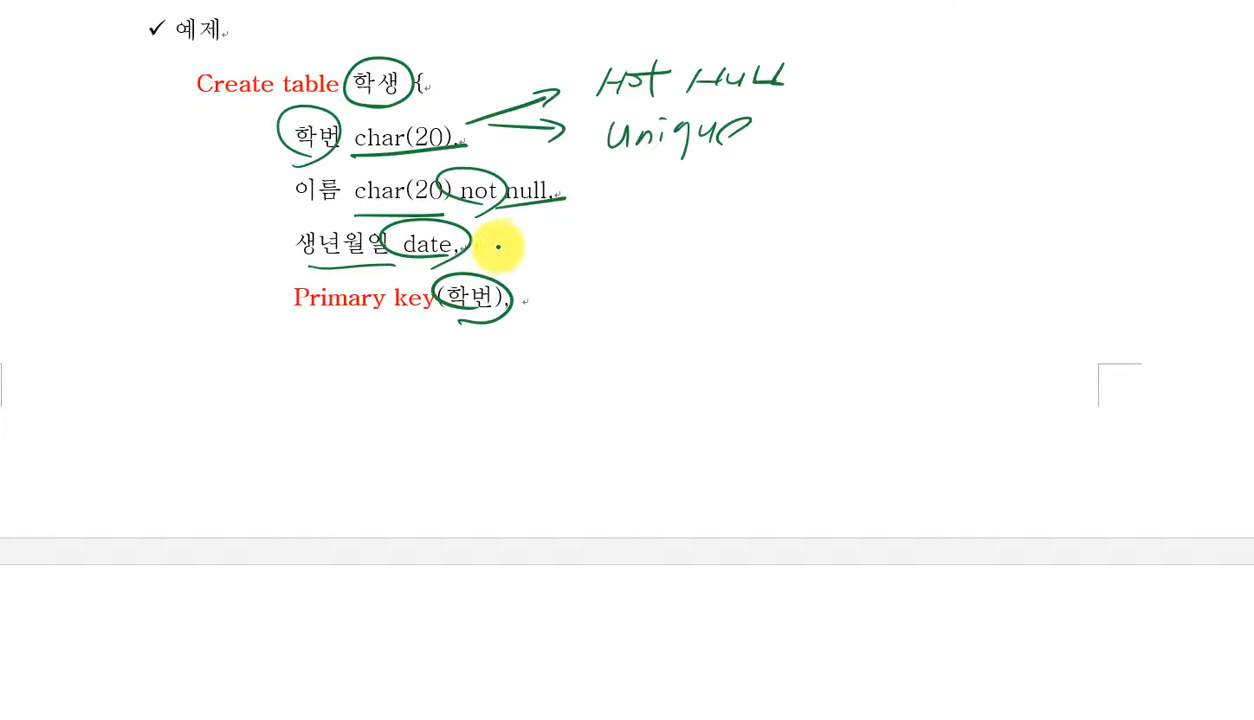 ✓ 예제
Create table 학생 {
학번 char(20),
Not Null
Unique
이름 char(20) not null,
생년월일 date,
Primary key(학번),